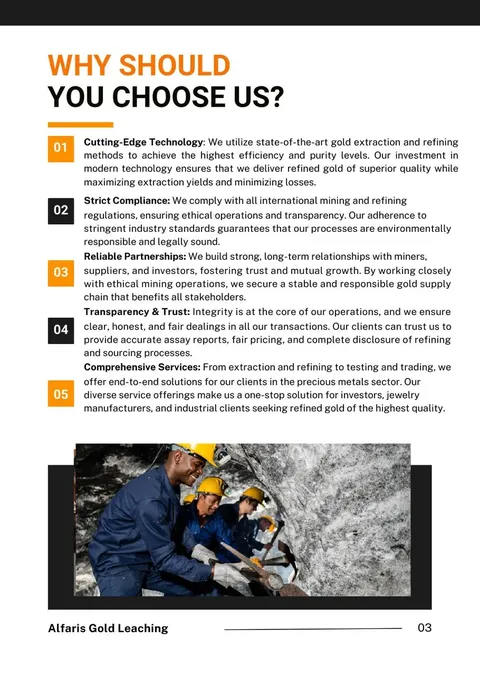 WHY SHOULD
YOU CHOOSE US?
01
Cutting-Edge Technology: We utilize state-of-the-art gold extraction and refining
methods to achieve the highest efficiency and purity levels. Our investment in
modern technology ensures that we deliver refined gold of superior quality while
maximizing extraction yields and minimizing losses.
02
Strict Compliance: We comply with all international mining and refining
regulations, ensuring ethical operations and transparency. Our adherence to
stringent industry standards guarantees that our processes are environmentally
responsible and legally sound.
03
Reliable Partnerships: We build strong, long-term relationships with miners,
suppliers, and investors, fostering trust and mutual growth. By working closely
with ethical mining operations, we secure a stable and responsible gold supply
chain that benefits all stakeholders.
04
Transparency & Trust: Integrity is at the core of our operations, and we ensure
clear, honest, and fair dealings in all our transactions. Our clients can trust us to
provide accurate assay reports, fair pricing, and complete disclosure of refining
and sourcing processes.
05
Comprehensive Services: From extraction and refining to testing and trading, we
offer end-to-end solutions for our clients in the precious metals sector. Our
diverse service offerings make us a one-stop solution for investors, jewelry
manufacturers, and industrial clients seeking refined gold of the highest quality.
Alfaris Gold Leaching
03